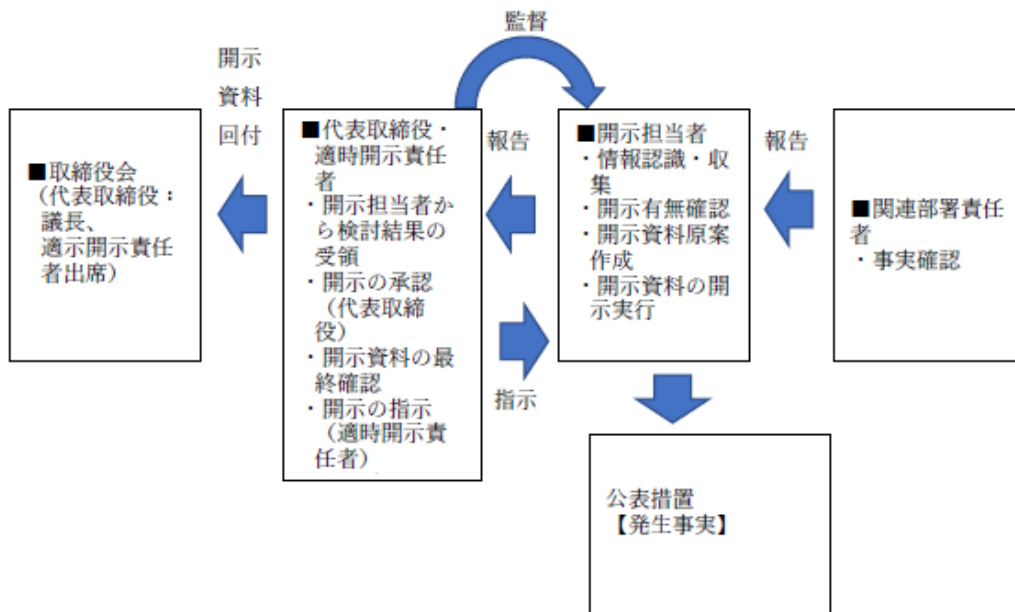 監督
開示
資料
回付
■取締役会
（代表取締役：
議長、
適示開示責任
者出席）
■代表取締役・
適時開示責任
者
・開示担当者か
ら検討結果の
受領
・開示の承認
（代表取締
役）
・開示資料の最
終確認
・開示の指示
（適時開示責
任者）
報告
指示
■開示担当者
・情報認識・収
集
・開示有無確認
・開示資料原案
作成
・開示資料の開
示実行
報告
■関連部署責任
者
・事実確認
公表措置
【発生事実】